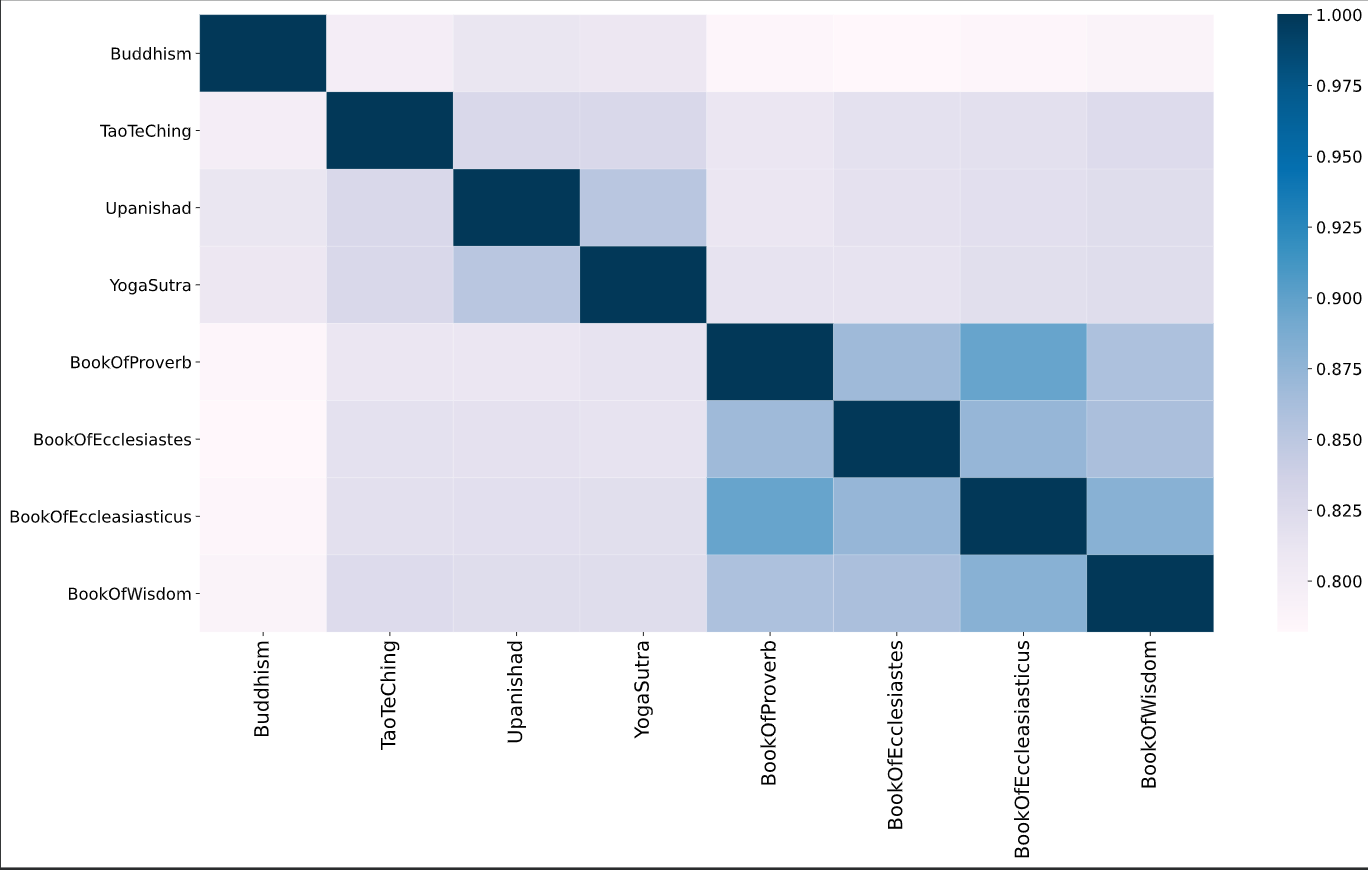 Buddhism
TaoTeChing
Upanishad
YogaSutra
BookOfProverb
BookOfEcclesiastes
BookOfEccleasiasticus
BookOfWisdom
Buddhism
TaoTeChing
Upanishad
YogaSutra
BookOfProverb
BookOfEcclesiastes
BookOfEccleasiasticus
BookOfWisdom
1.000
0.975
0.950
0.925
0.900
0.875
0.850
0.825
0.800